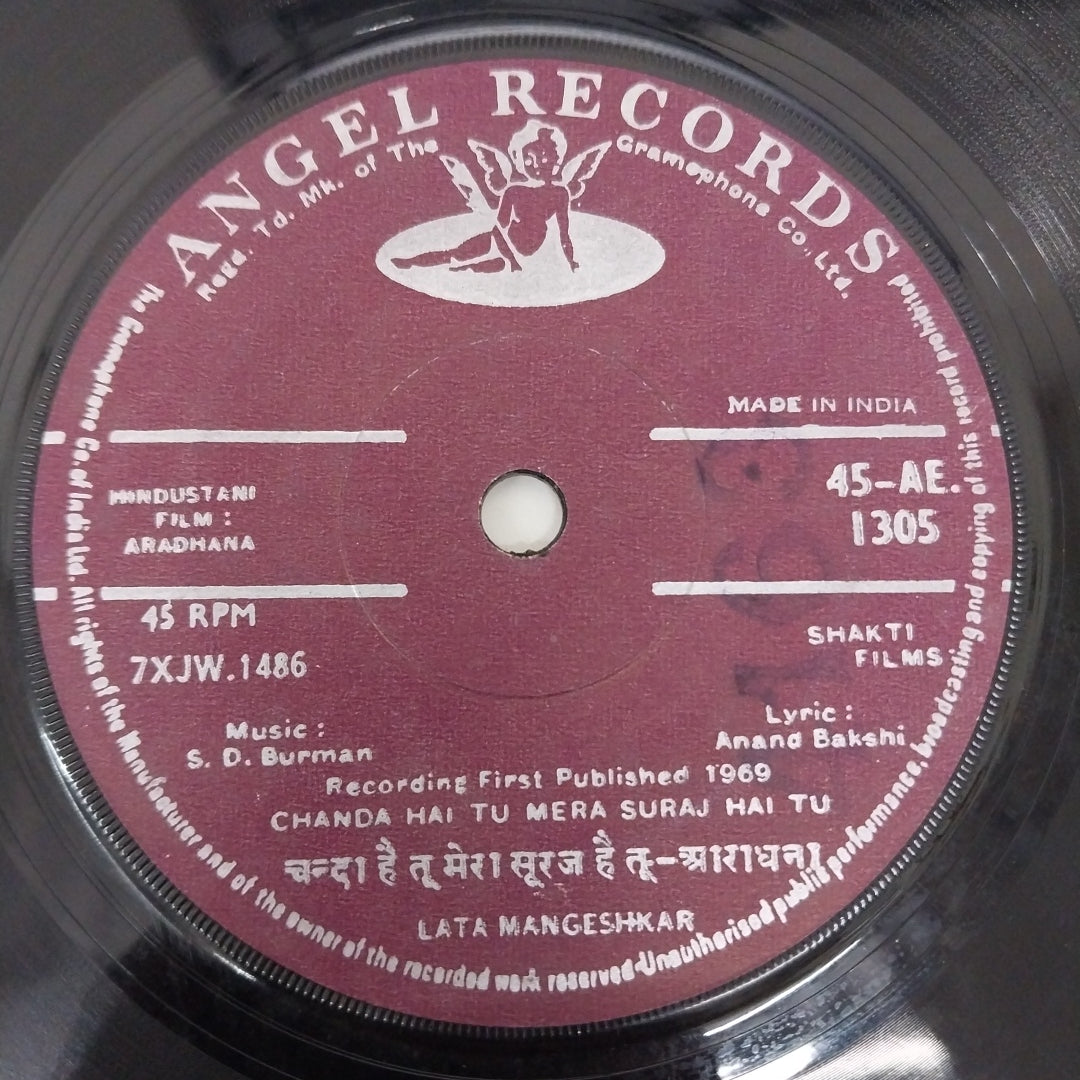 ANGEL RECORDS
Regd. Td. Mk. of The Gramophone Co., Ltd.
MADE IN INDIA
HINDUSTANI
FILM :
ARADHANA
45-AE.
1305
45 RPM
7XJW.1486
SHAKTI
FILMS
Music :
S. D. Burman
Lyric :
Anand Bakshi
Recording First Published 1969
CHANDA HAI TU MERA SURAJ HAI TU
चन्दा है तू मेरा सूरज है तू-आराधना
LATA MANGESHKAR
The Gramophone Co. of India Ltd. All rights of the Manufacturer and of the owner of the recorded work reserved-Unauthorised public performance, broadcasting and copying of this record prohibited